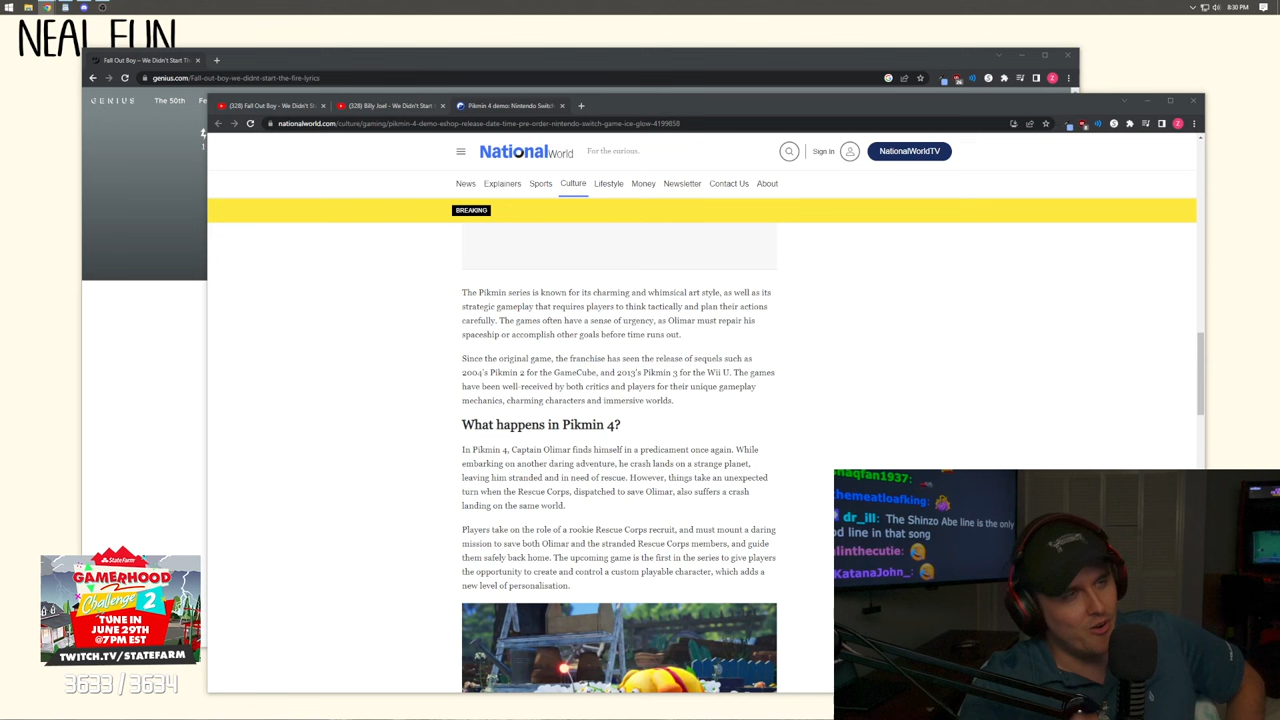 8:30 PM
NEAL FUN
Fall Out Boy – We Didn't Start Th
genius.com/Fall-out-boy-we-didnt-start-the-fire-lyrics
GENIUS
The 50th
Fe
(328) Fall Out Boy - We Didn't St
(328) Billy Joel - We Didn't Start
Pikmin 4 demo: Nintendo Switch
nationalworld.com/culture/gaming/pikmin-4-demo-eshop-release-date-time-pre-order-nintendo-switch-game-ice-glow-4199858
NationalWorld
For the curious.
Sign In
NationalWorldTV
News Explainers Sports Culture Lifestyle Money Newsletter Contact Us About
BREAKING
The Pikmin series is known for its charming and whimsical art style, as well as its
strategic gameplay that requires players to think tactically and plan their actions
carefully. The games often have a sense of urgency, as Olimar must repair his
spaceship or accomplish other goals before time runs out.
Since the original game, the franchise has seen the release of sequels such as
2004's Pikmin 2 for the GameCube, and 2013's Pikmin 3 for the Wii U. The games
have been well-received by both critics and players for their unique gameplay
mechanics, charming characters and immersive worlds.
What happens in Pikmin 4?
In Pikmin 4, Captain Olimar finds himself in a predicament once again. While
embarking on another daring adventure, he crash lands on a strange planet,
leaving him stranded and in need of rescue. However, things take an unexpected
turn when the Rescue Corps, dispatched to save Olimar, also suffers a crash
landing on the same world.
Players take on the role of a rookie Rescue Corps recruit, and must mount a daring
mission to save both Olimar and the stranded Rescue Corps members, and guide
them safely back home. The upcoming game is the first in the series to give players
the opportunity to create and control a custom playable character, which adds a
new level of personalisation.
naqfan1937:
themeatloafking:
dr_ill: The Shinzo Abe line is the only
od line in that song
alinthecutie:
KatanaJohn_:
StateFarm
GAMERHOOD
Challenge 2
TUNE IN
JUNE 29TH
@7PM EST
TWITCH.TV/STATEFARM
3633 / 3634